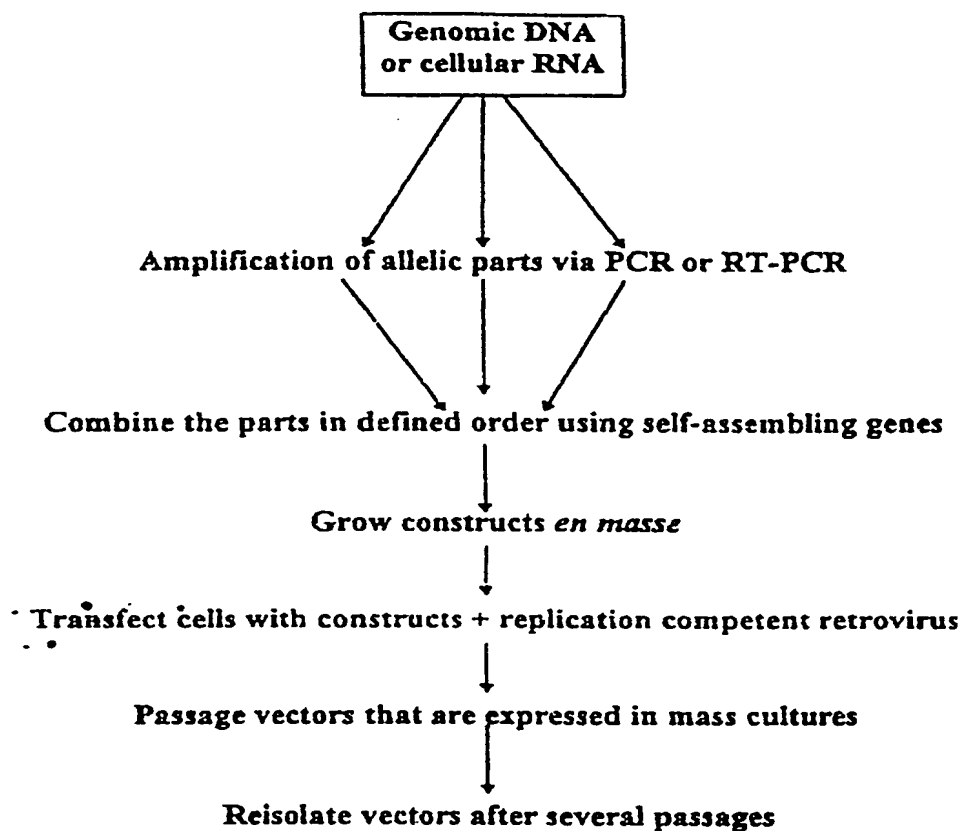 Genomic DNA
or cellular RNA
Amplification of allelic parts via PCR or RT-PCR
Combine the parts in defined order using self-assembling genes
Grow constructs en masse
Transfect cells with constructs + replication competent retrovirus
Passage vectors that are expressed in mass cultures
Reisolate vectors after several passages